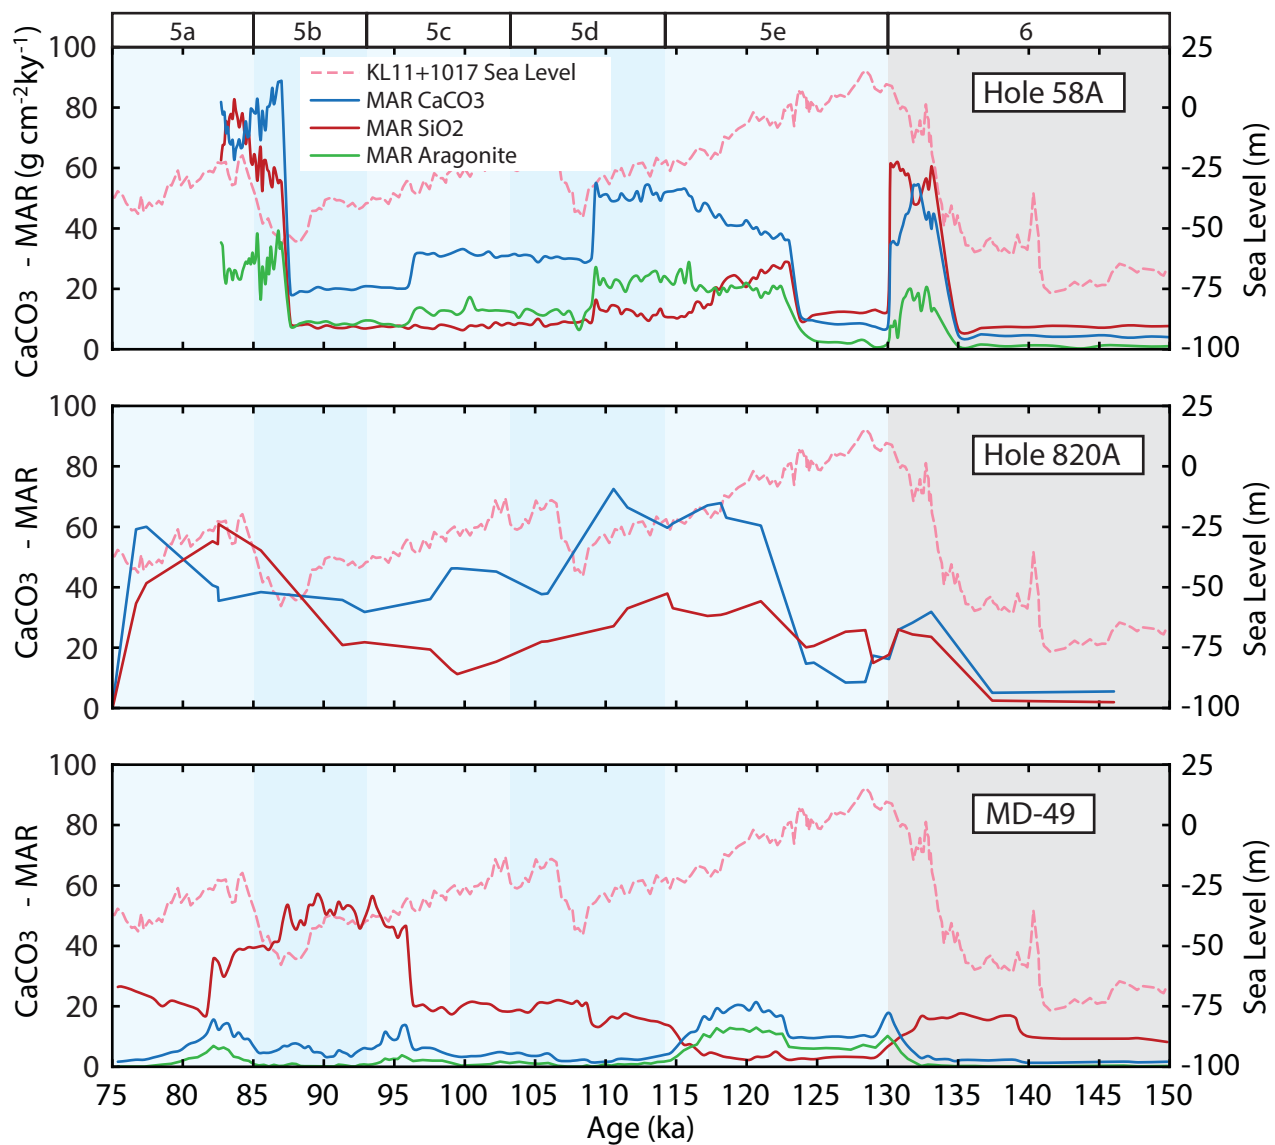 5a 5b 5c 5d 5e 6
CaCO3 - MAR (g cm⁻²ky⁻¹)
100
80
60
40
20
0
KL11+1017 Sea Level
MAR CaCO3
MAR SiO2
MAR Aragonite
Hole 58A
25
0
-25
-50
-75
-100
Sea Level (m)
CaCO3 - MAR
100
80
60
40
20
0
Hole 820A
25
0
-25
-50
-75
-100
Sea Level (m)
CaCO3 - MAR
100
80
60
40
20
0
MD-49
25
0
-25
-50
-75
-100
Sea Level (m)
75 80 85 90 95 100 105 110 115 120 125 130 135 140 145 150
Age (ka)